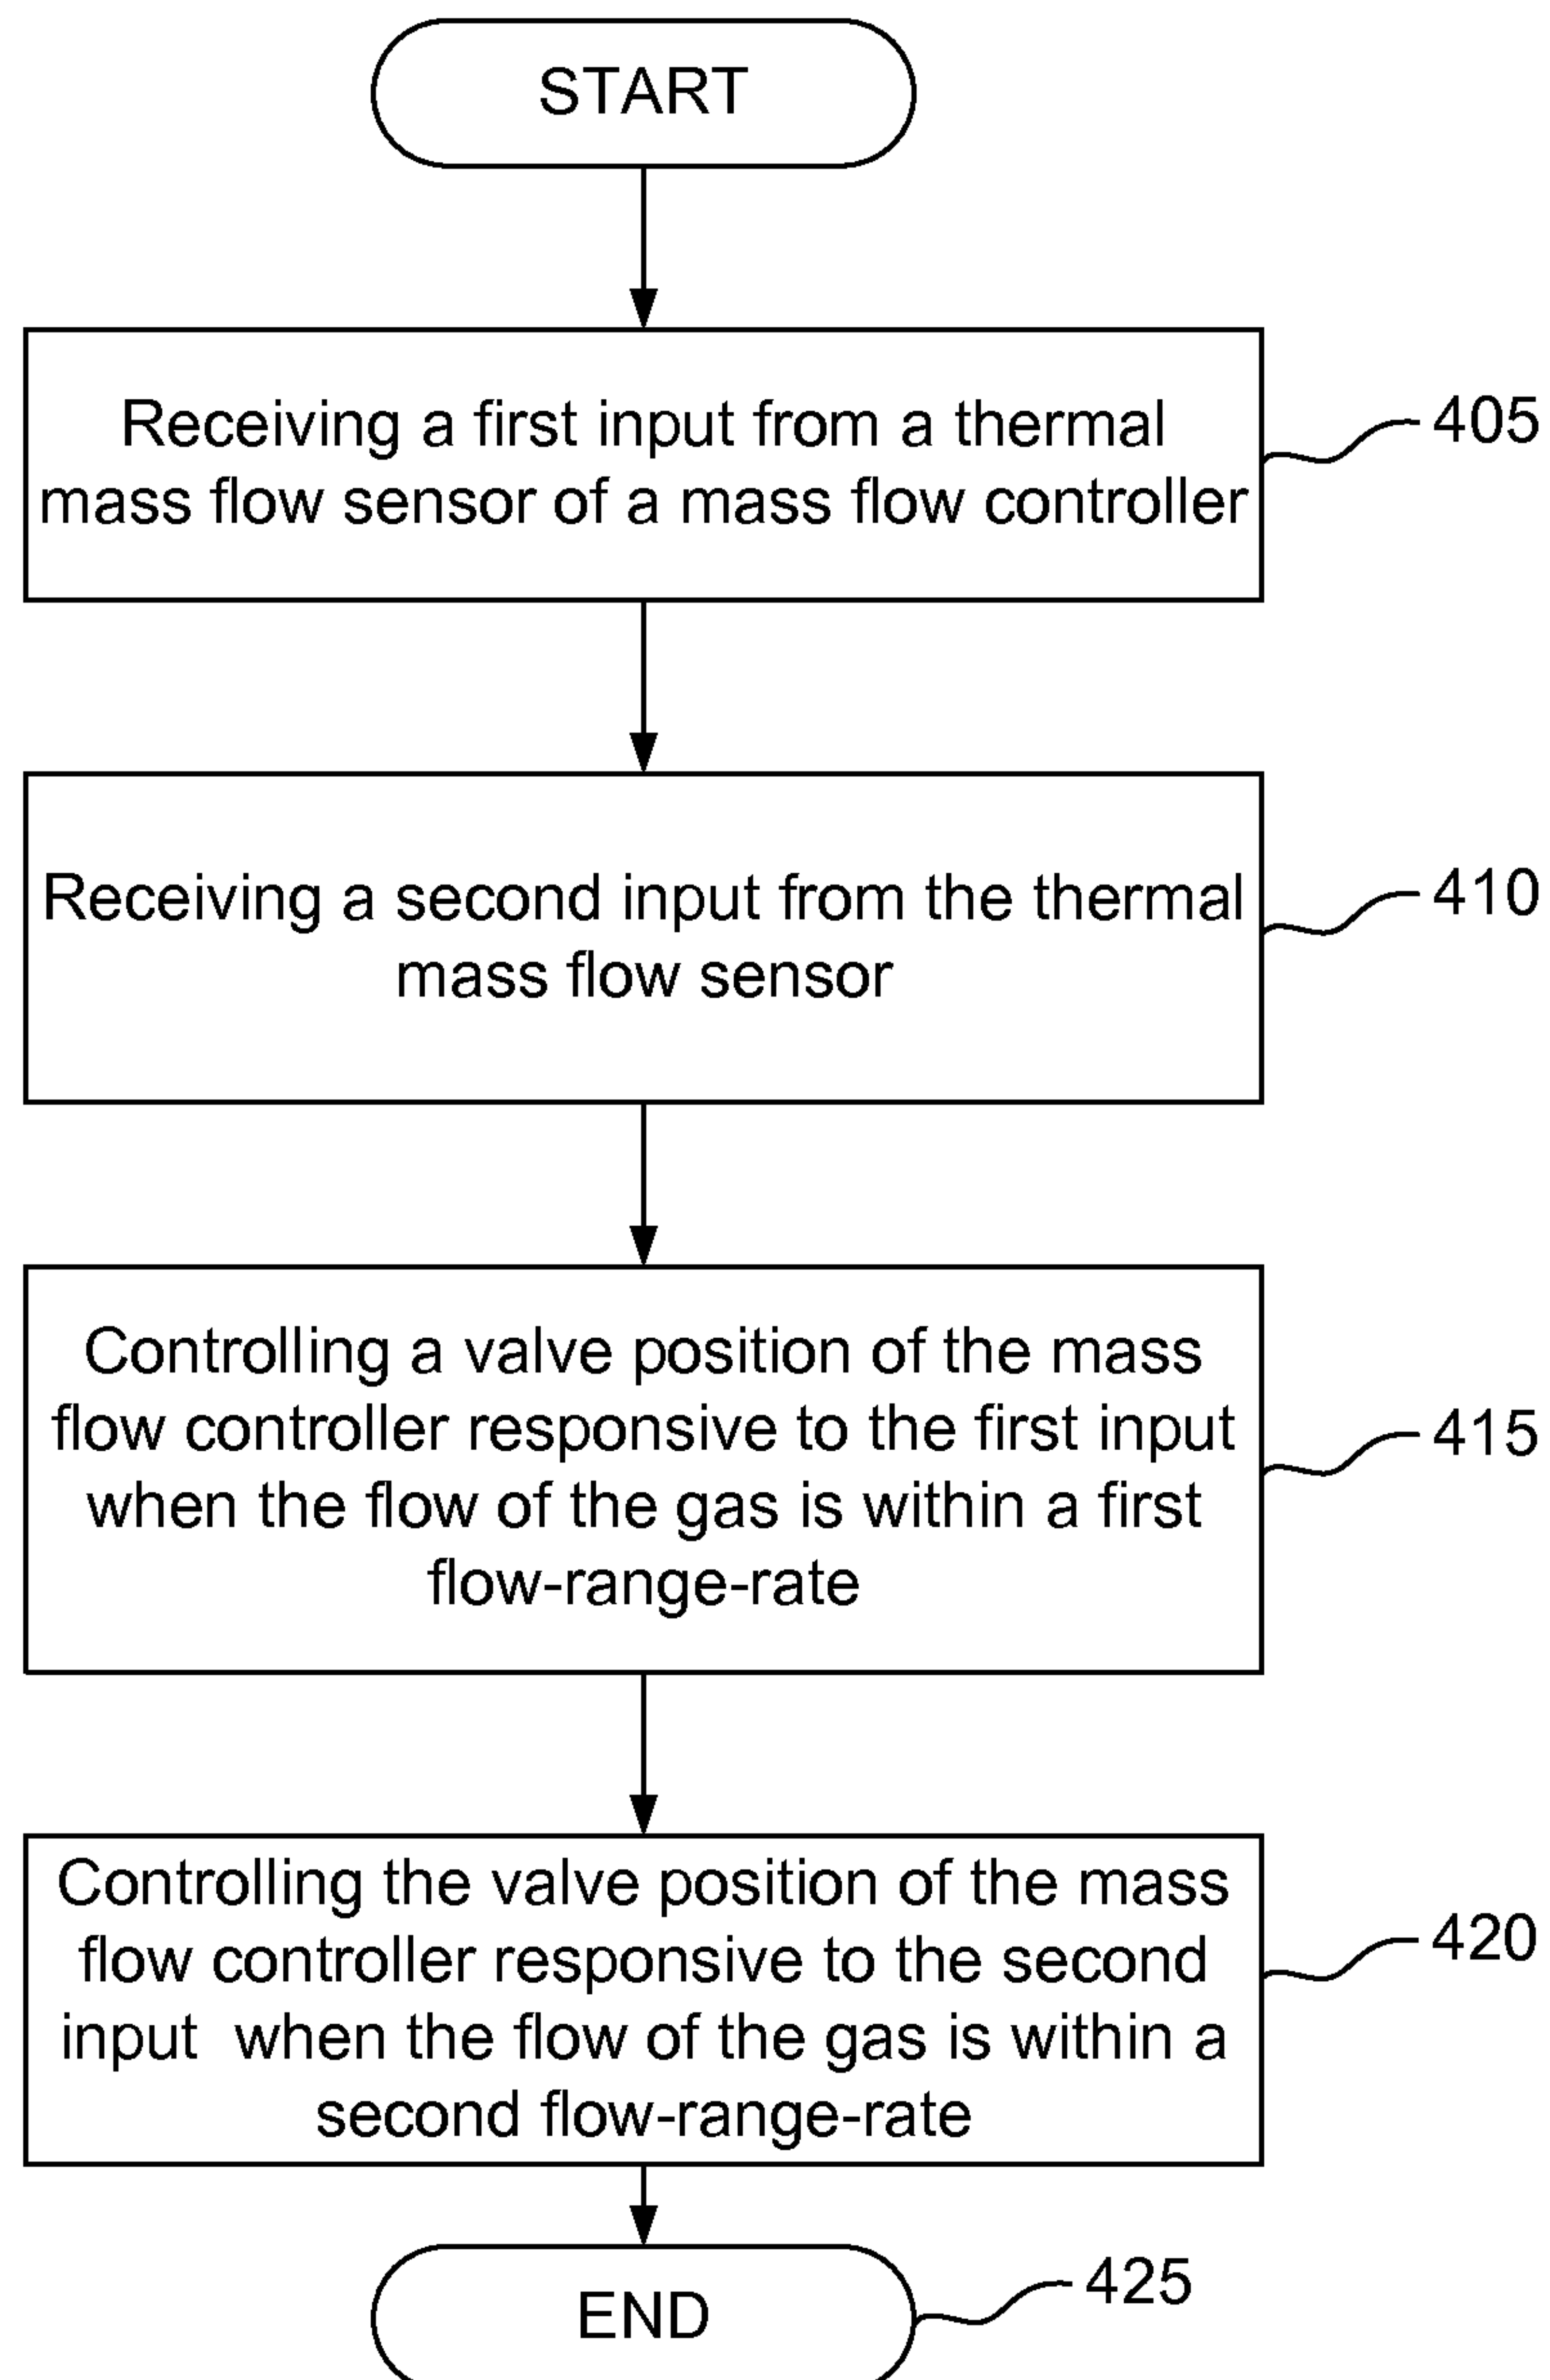 START
Receiving a first input from a thermal
mass flow sensor of a mass flow controller
405
Receiving a second input from the thermal
mass flow sensor
410
Controlling a valve position of the mass
flow controller responsive to the first input
when the flow of the gas is within a first
flow-range-rate
415
Controlling the valve position of the mass
flow controller responsive to the second
input when the flow of the gas is within a
second flow-range-rate
420
END
425